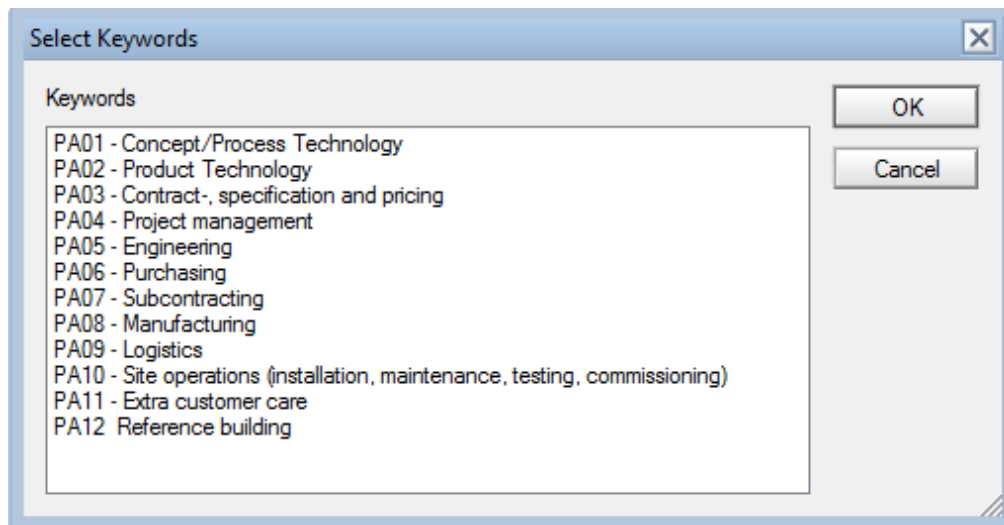 Select Keywords
Keywords
OK
PA01 - Concept/Process Technology
PA02 - Product Technology
Cancel
PA03 - Contract-, specification and pricing
PA04 - Project management
PA05 - Engineering
PA06 - Purchasing
PA07 - Subcontracting
PA08 - Manufacturing
PA09 - Logistics
PA10 - Site operations (installation, maintenance, testing, commissioning)
PA11 - Extra customer care
PA12  Reference building